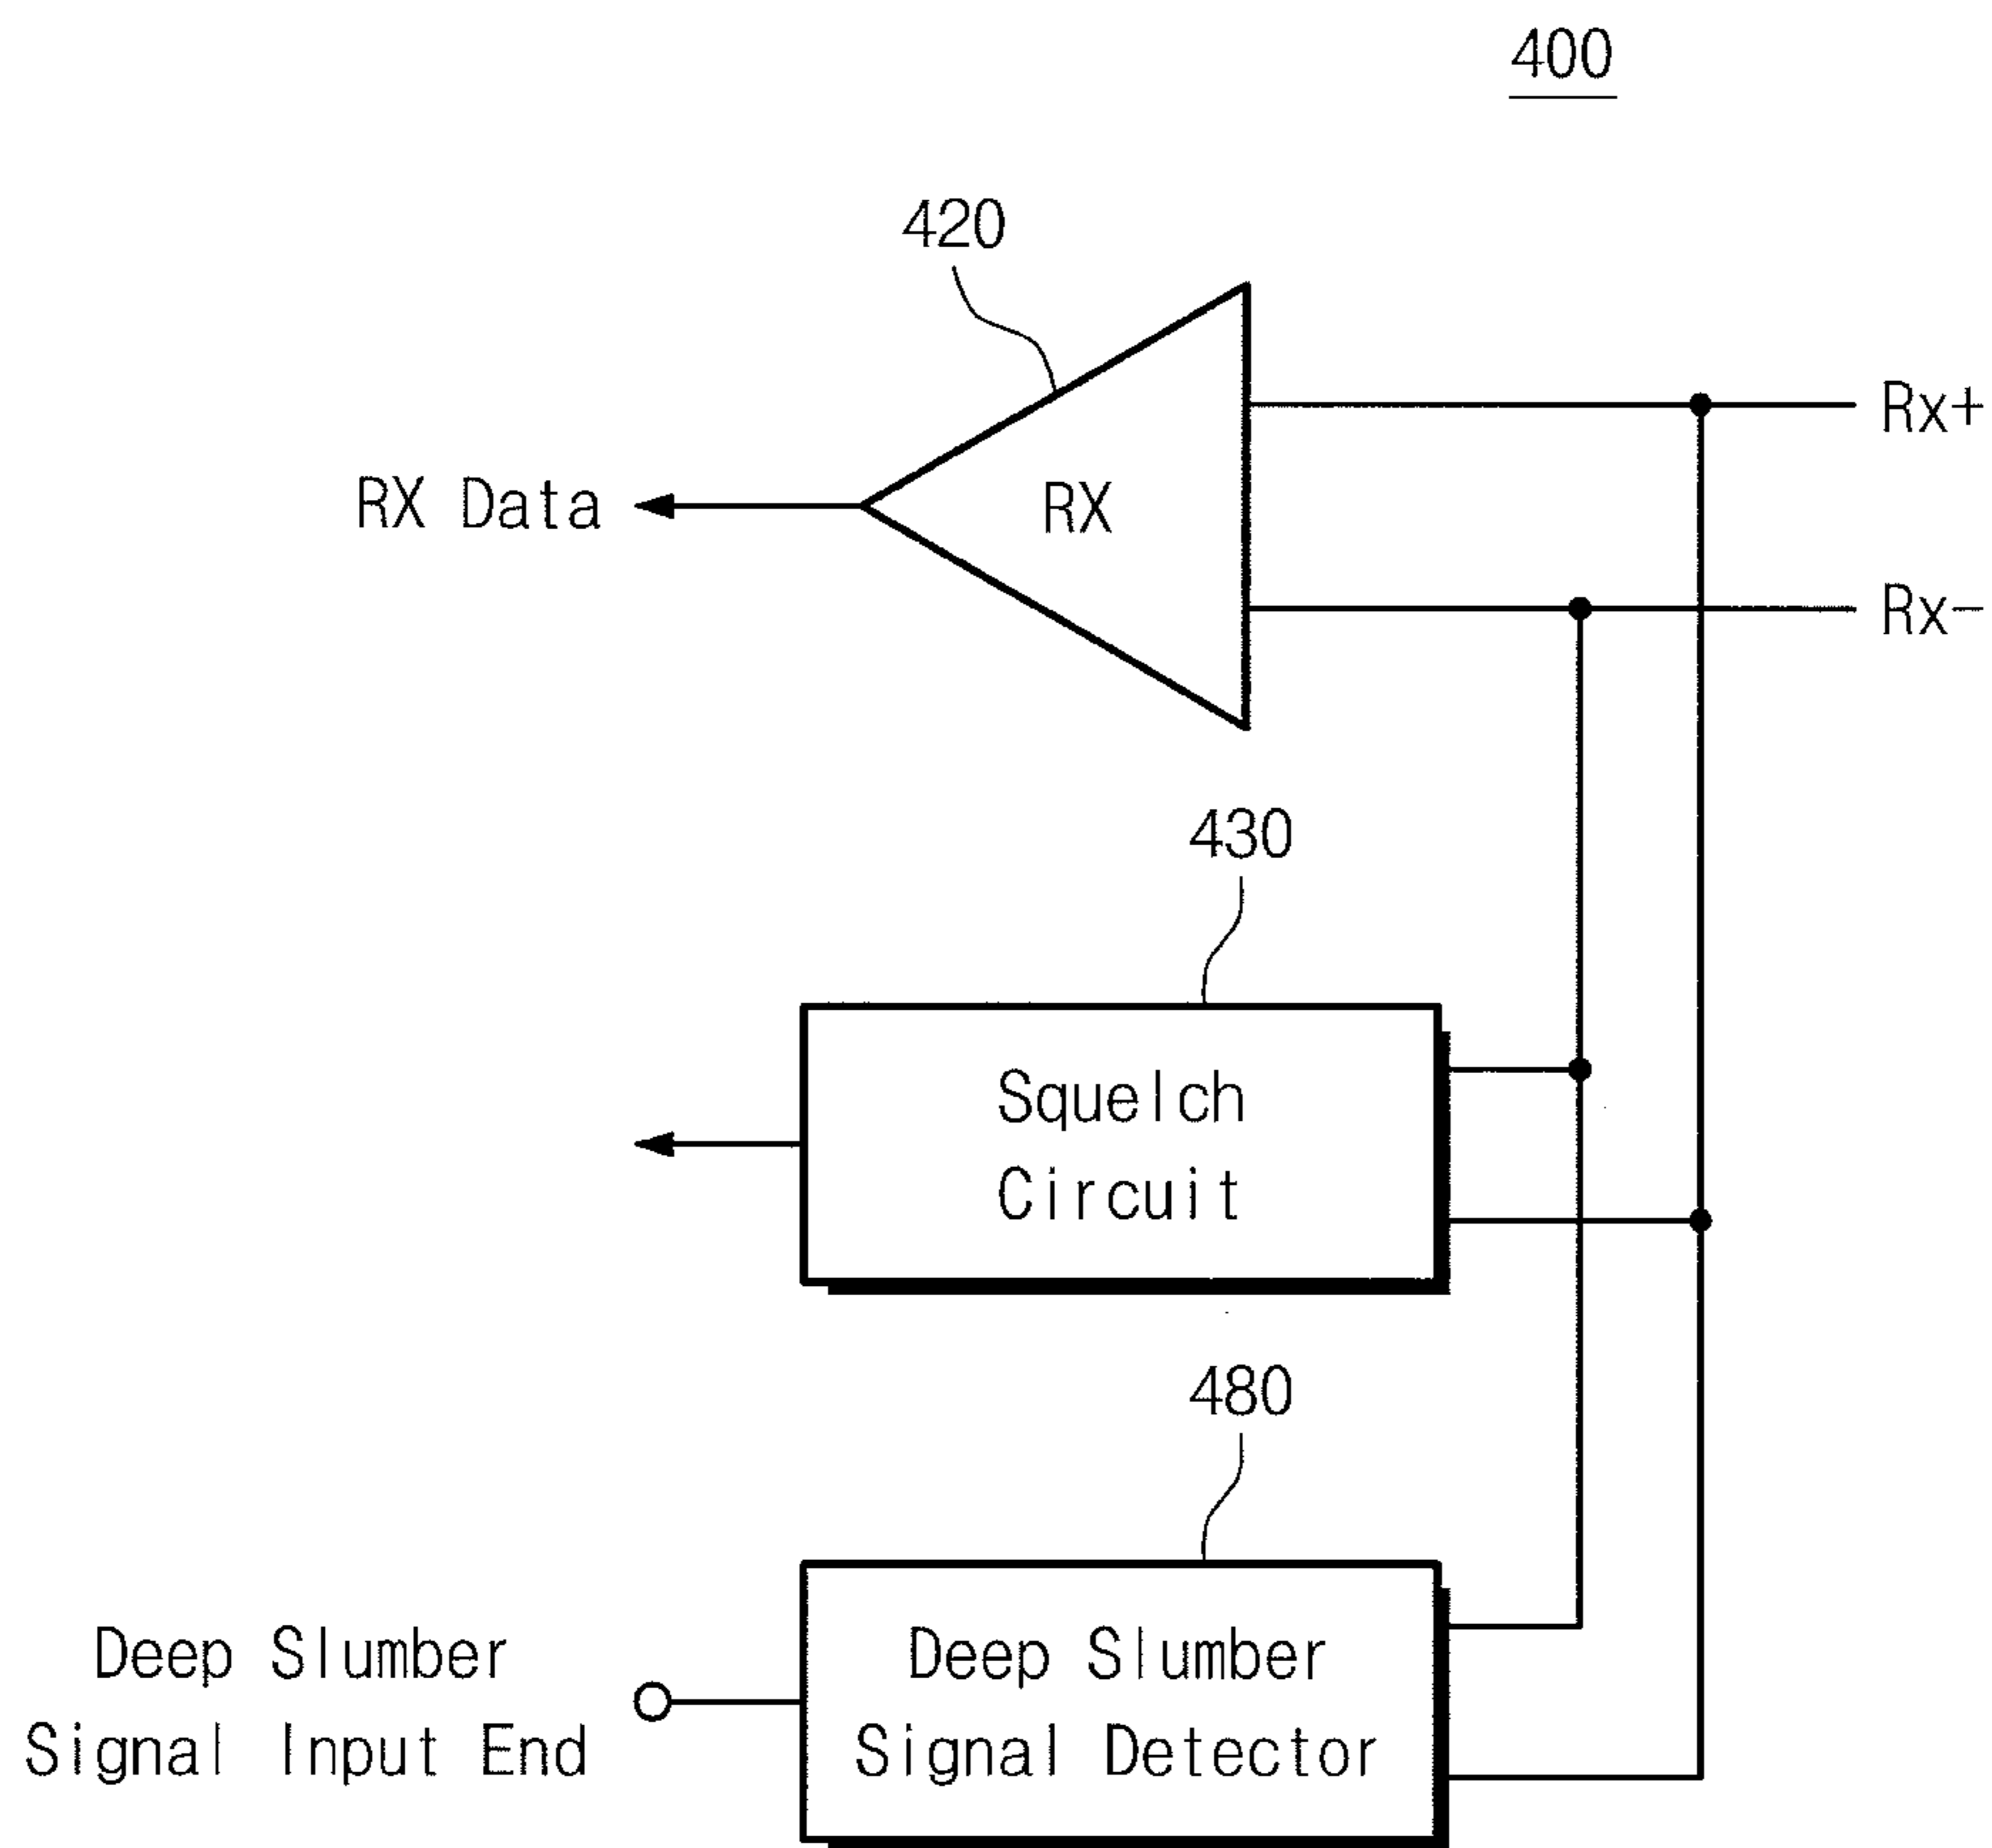 400
420
Rx+
RX Data
RX
Rx-
430
Squelch
Circuit
480
Deep Slumber
Signal Input End
Deep Slumber
Signal Detector